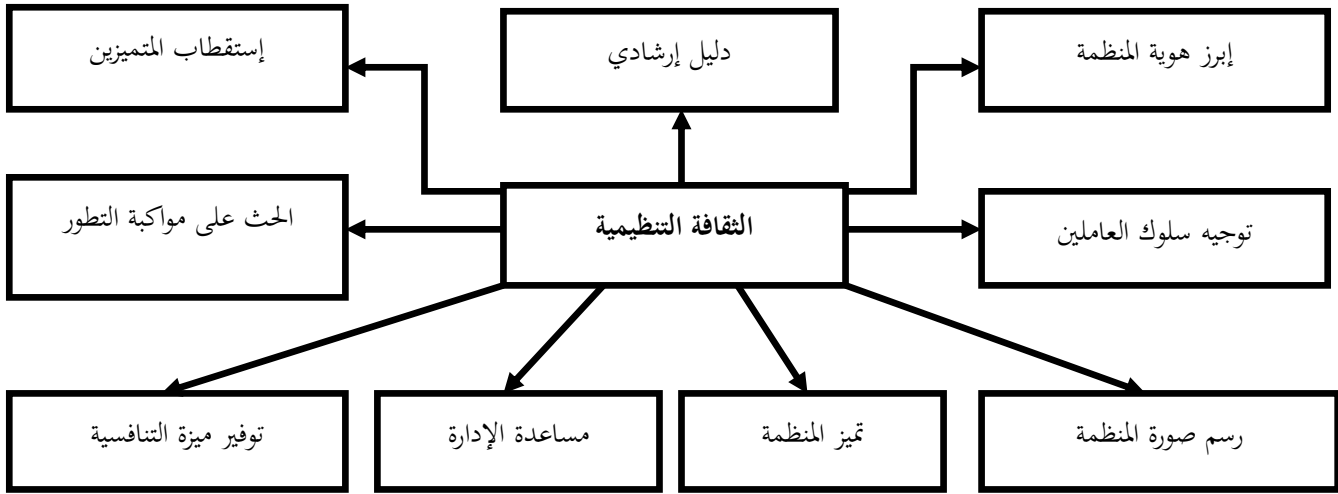 إبرز هوية المنظمة
دليل إرشادي
إستقطاب المتميزين
توجيه سلوك العاملين
الثقافة التنظيمية
الحث على مواكبة التطور
رسم صورة المنظمة
تميز المنظمة
مساعدة الإدارة
توفير ميزة التنافسية